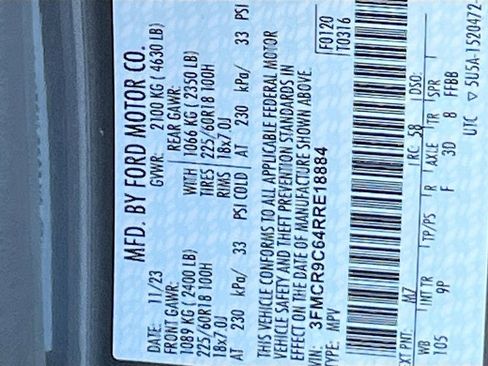 MFD. BY FORD MOTOR CO.
DATE: 11/23 GVWR: 2100 KG ( 4630 LB)
FRONT GAWR: REAR GAWR:
1089 KG ( 2400 LB) WITH 1066 KG ( 2350 LB)
225/60R18 100H TIRES 225/60R18 100H
18x7.0J RIMS 18x7.0J
AT 230 kPa/ 33 PSI COLD AT 230 kPa/ 33 PSI
THIS VEHICLE CONFORMS TO ALL APPLICABLE FEDERAL MOTOR
VEHICLE SAFETY AND THEFT PREVENTION STANDARDS IN
EFFECT ON THE DATE OF MANUFACTURE SHOWN ABOVE.
VIN: 3FMCR9C64RRE18884 F0120
TYPE: MPV T0316
EXT PNT: M7 RC: 58 DSO:
WB INT TR TP/PS R AXLE TR SPR
105 9P F 3D 8 FFBB
UTC ▽ 5U5A-1520472-